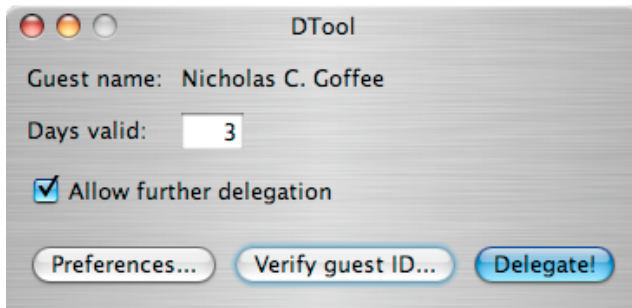 DTool
Guest name: Nicholas C. Goffee
Days valid: 3
Allow further delegation
Preferences... Verify guest ID... Delegate!